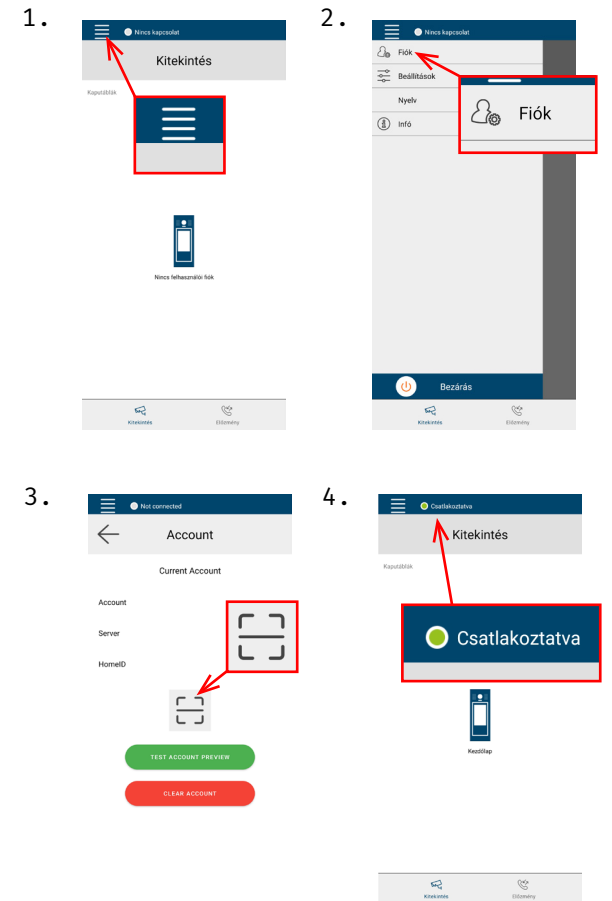 1.
Nincs kapcsolat
Kitekintés
Kaputáblák
Nincs felhasználói fiók
Kitekintés
Előzmény
2.
Nincs kapcsolat
Fiók
Beállítások
Nyelv
Infó
Fiók
Bezárás
Kitekintés
Előzmény
3.
Not connected
Account
Current Account
Account
Server
HomeID
TEST ACCOUNT PREVIEW
CLEAR ACCOUNT
4.
Csatlakoztatva
Kitekintés
Kaputáblák
Csatlakoztatva
Kezdőlap
Kitekintés
Előzmény